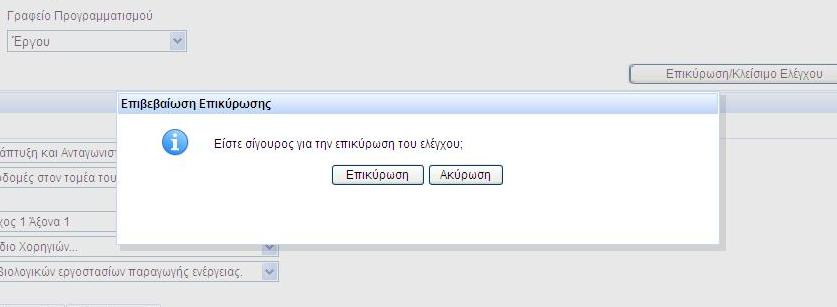 Γραφείο Προγραμματισμού
Έργου
Επικύρωση/Κλείσιμο Ελέγχου
Επιβεβαίωση Επικύρωσης
Είστε σίγουρος για την επικύρωση του ελέγχου;
Επικύρωση Ακύρωση
άπτυξη και Ανταγωνιστ
οδομές στον τομέα του
χος 1 Άξονα 1
διο Χορηγιών...
βιολογικών εργοστασίων παραγωγής ενέργειας.